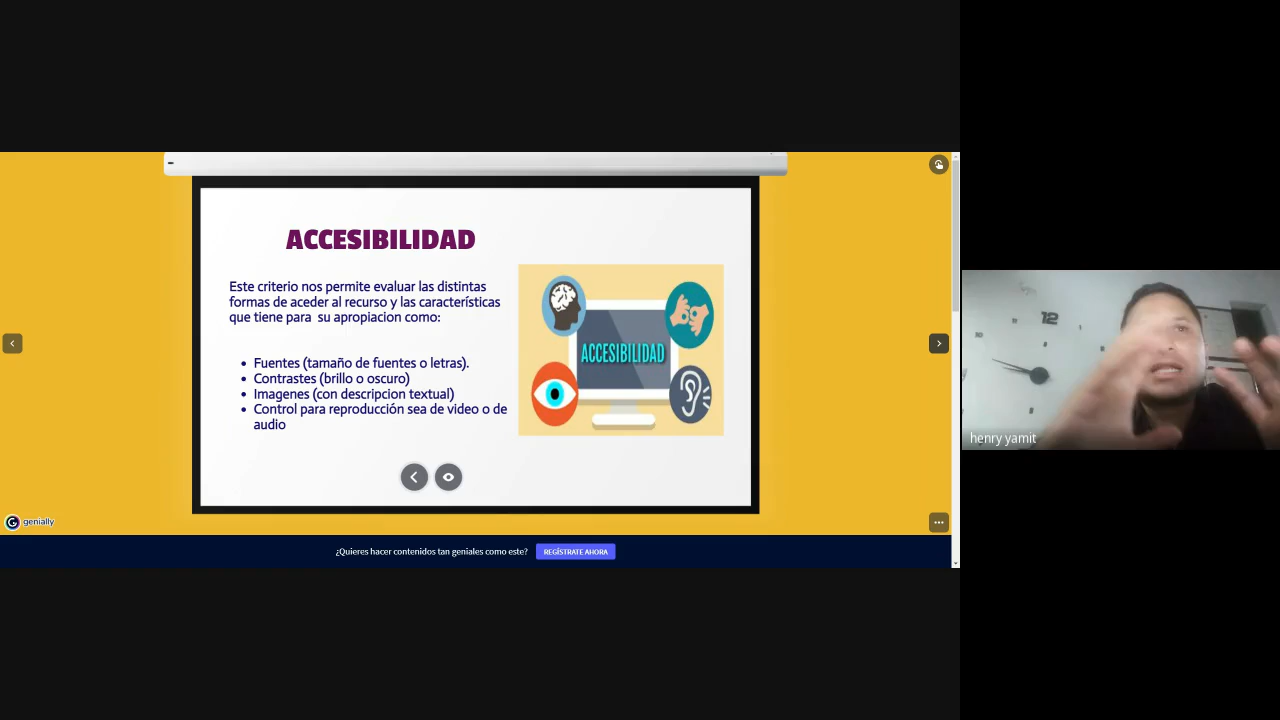 ACCESIBILIDAD
Este criterio nos permite evaluar las distintas
formas de aceder al recurso y las características
que tiene para su apropiacion como:
• Fuentes (tamaño de fuentes o letras).
• Contrastes (brillo o oscuro)
• Imagenes (con descripcion textual)
• Control para reproducción sea de video o de
audio
ACCESIBILIDAD
genially
¿Quieres hacer contenidos tan geniales como este? REGÍSTRATE AHORA
12
henry yamit